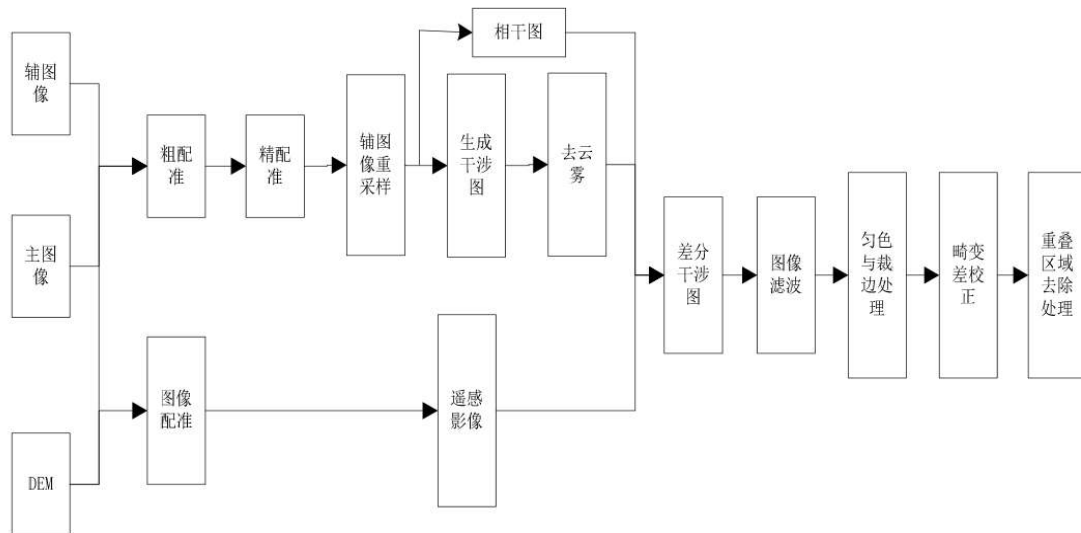 辅图
像
主图
像
DEM
粗配
准
精配
准
辅图
像重
采样
相干图
生成
干涉
图
去云
雾
图像
配准
遥感
影像
差分
干涉
图
图像
滤波
匀色
与裁
边处
理
畸变
差校
正
重叠
区域
去除
处理